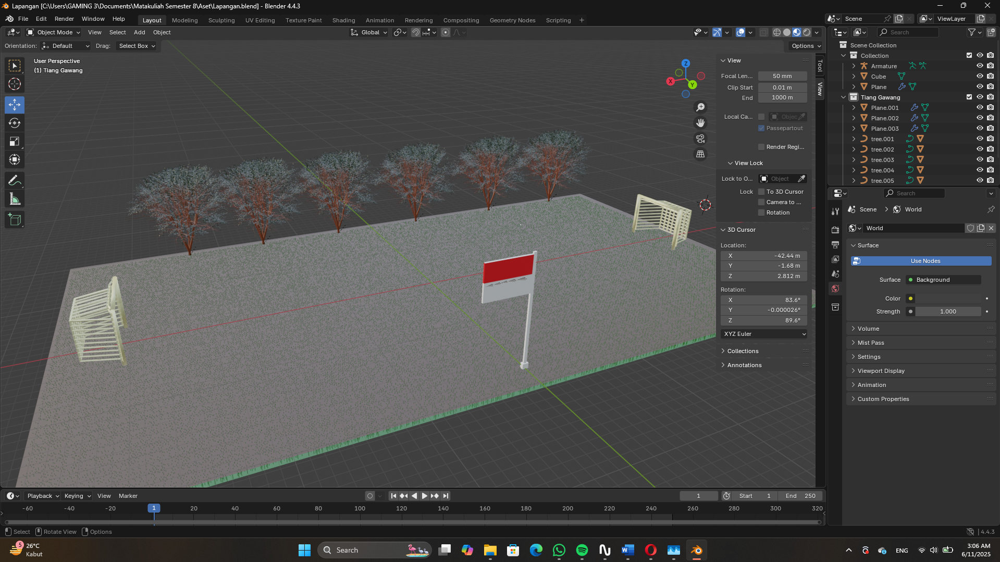 Lapangan [C:\Users\GAMING 3\Documents\Matakuliah Semester 8\Aset\Lapangan.blend] - Blender 4.4.3
File Edit Render Window Help Layout Modeling Sculpting UV Editing Texture Paint Shading Animation Rendering Compositing Geometry Nodes Scripting + Scene ViewLayer
Object Mode View Select Add Object Global Search
Orientation: Default Drag: Select Box Options
Scene Collection
User Perspective
(1) Tiang Gawang
Z
X
Y
View
Focal Len... 50 mm
Clip Start 0.01 m
End 1000 m
Local Ca... Objec
Passepartout
Render Regi...
View Lock
Lock to O... Object
Lock To 3D Cursor
Camera to ...
Rotation
3D Cursor
Location:
X -42.44 m
Y -1.68 m
Z 2.812 m
Rotation:
X 83.6°
Y -0.000026°
Z 89.6°
XYZ Euler
Collections
Annotations
Tool
View
Collection
Armature
Cube
Plane
Tiang Gawang
Plane.001
Plane.002
Plane.003
tree.001
tree.002
tree.003
tree.004
tree.005
Search
Scene World
World
Surface
Use Nodes
Surface Background
Color
Strength 1.000
Volume
Mist Pass
Settings
Viewport Display
Animation
Custom Properties
Playback Keying View Marker 1 Start 1 End 250
-60 -40 -20 1 20 40 60 80 100 120 140 160 180 200 220 240 260 280 300 320
Select Rotate View Options 4.4.3
5
26°C
Kabut
Search
ENG
3:06 AM
6/11/2025